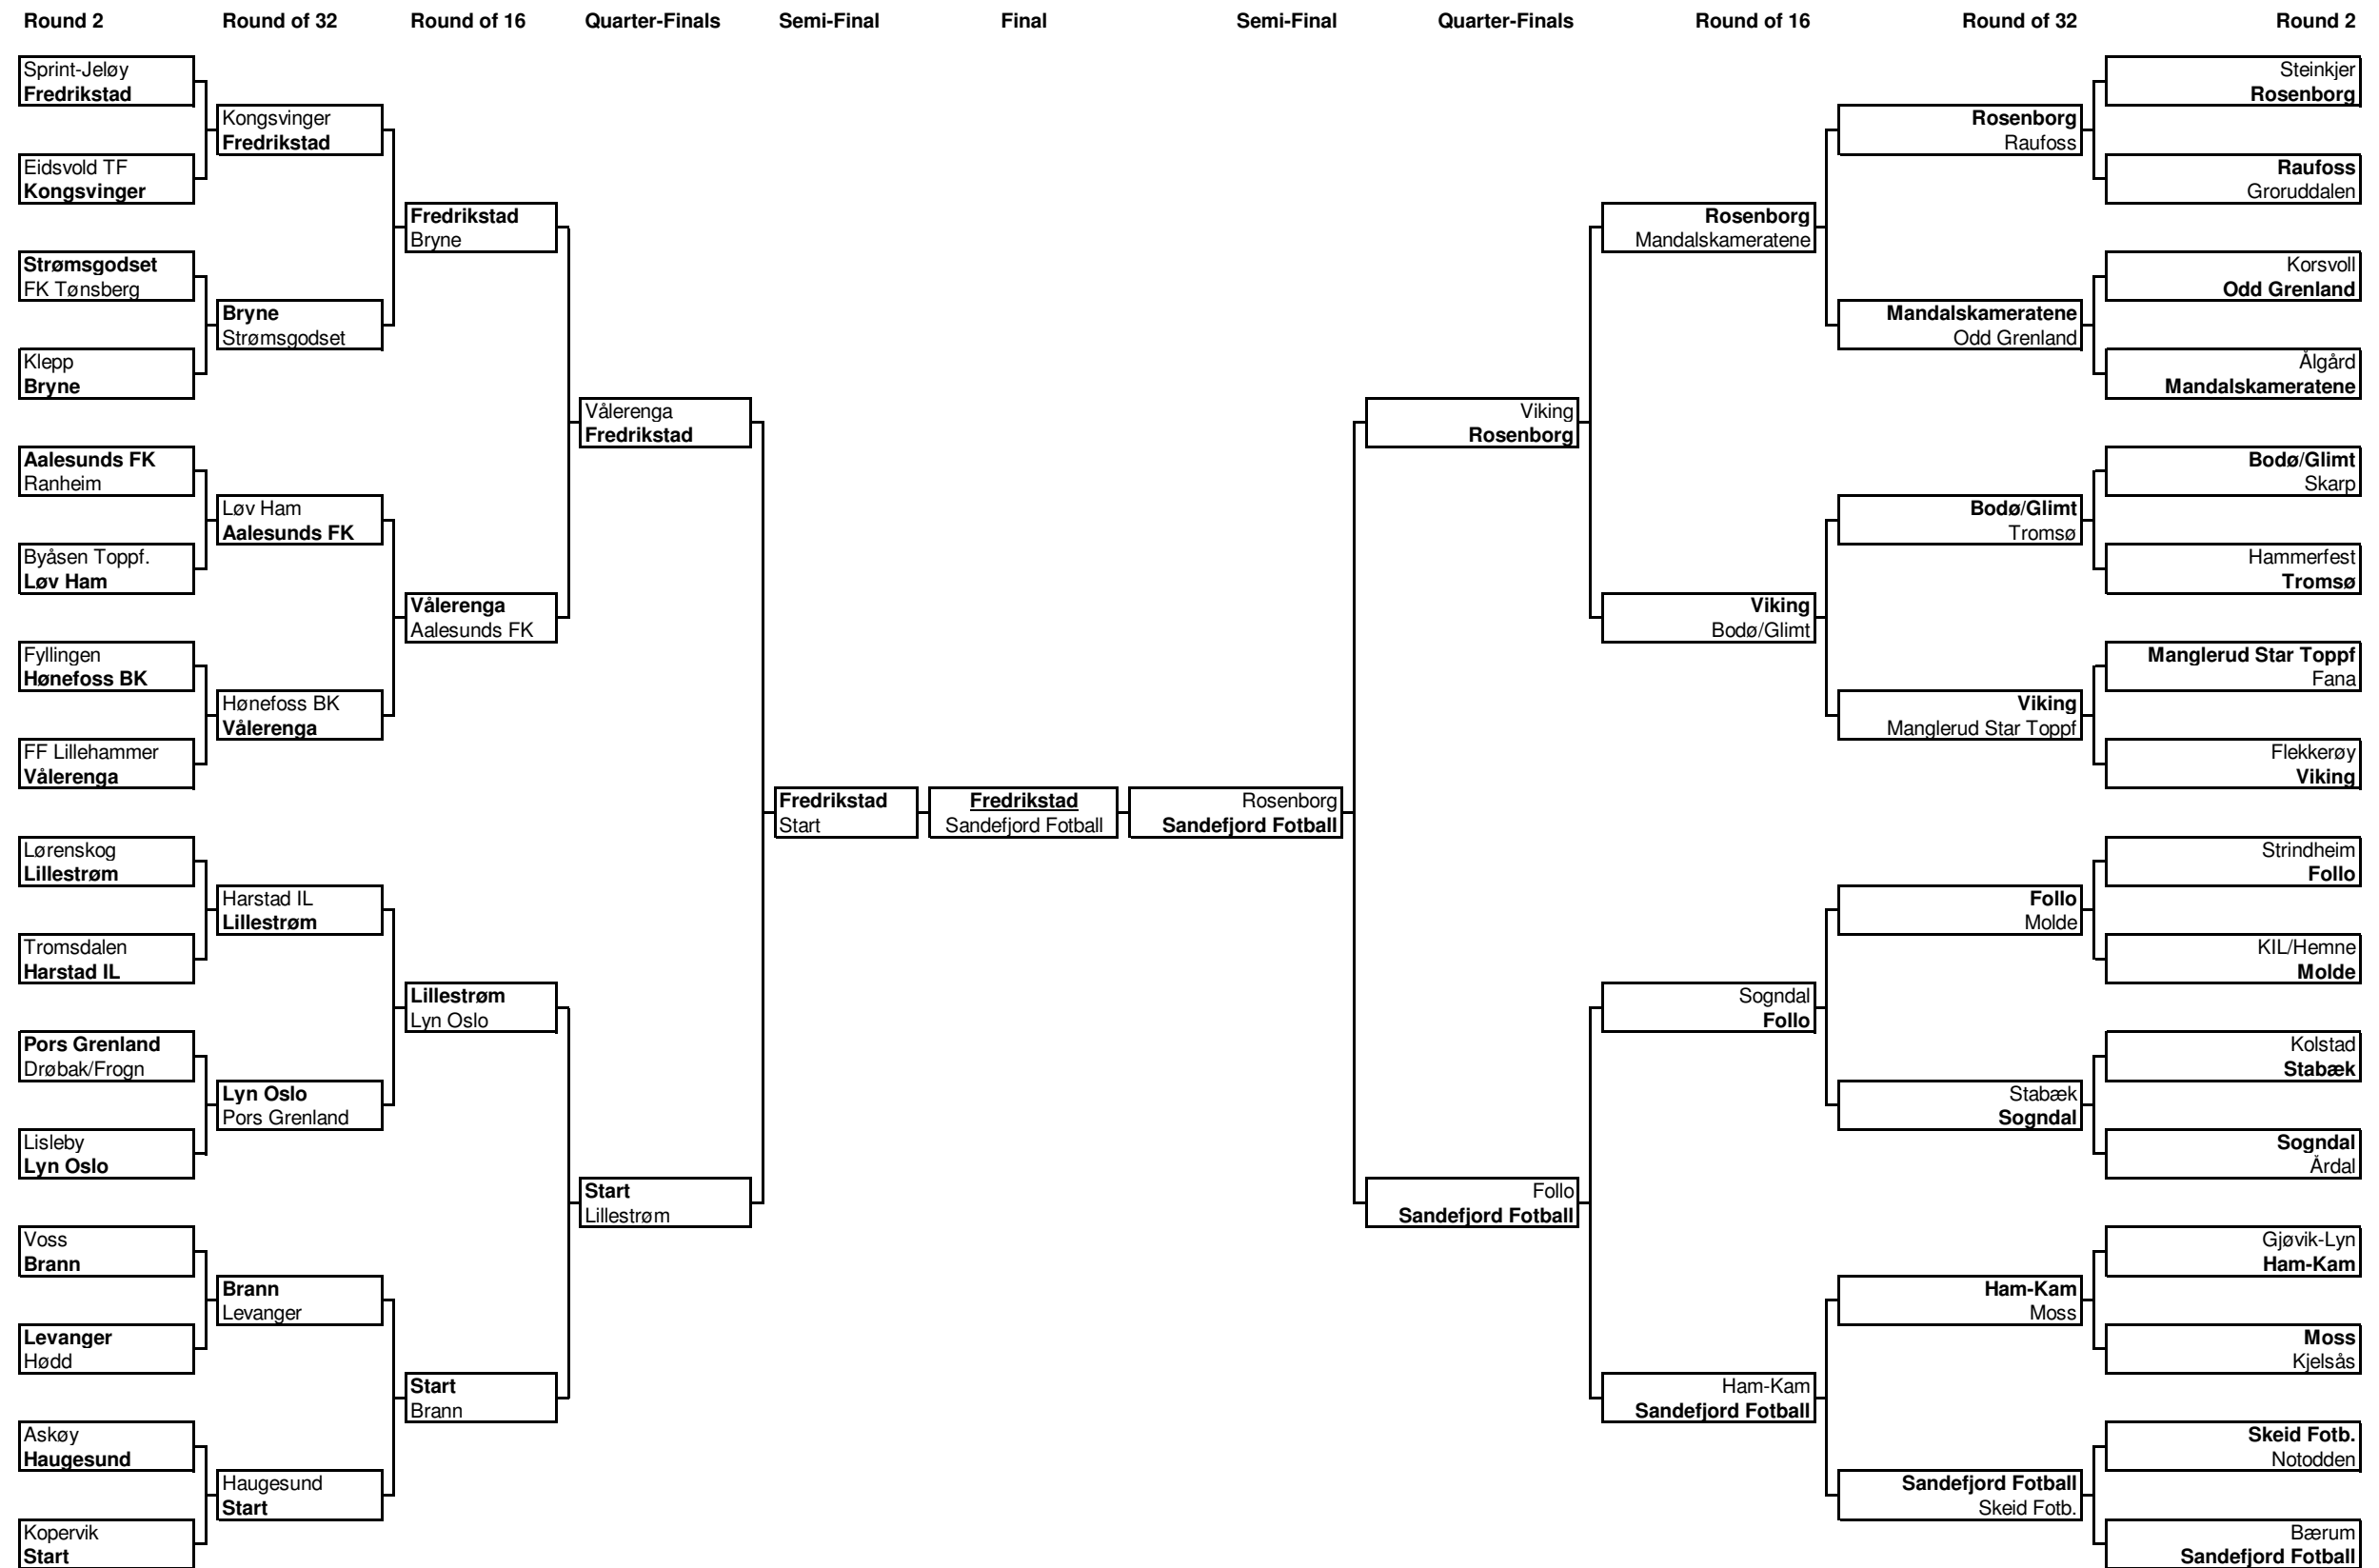 Round 2
Round of 32
Round of 16
Quarter-Finals
Semi-Final
Final
Semi-Final
Quarter-Finals
Round of 16
Round of 32
Round 2
Sprint-Jeløy
Fredrikstad
Eidsvold TF
Kongsvinger
Strømsgodset
FK Tønsberg
Klepp
Bryne
Aalesunds FK
Ranheim
Byåsen Toppf.
Løv Ham
Fyllingen
Hønefoss BK
FF Lillehammer
Vålerenga
Lørenskog
Lillestrøm
Tromsdalen
Harstad IL
Pors Grenland
Drøbak/Frogn
Lisleby
Lyn Oslo
Voss
Brann
Levanger
Hødd
Askøy
Haugesund
Kopervik
Start
Kongsvinger
Fredrikstad
Bryne
Strømsgodset
Løv Ham
Aalesunds FK
Hønefoss BK
Vålerenga
Harstad IL
Lillestrøm
Lyn Oslo
Pors Grenland
Brann
Levanger
Haugesund
Start
Fredrikstad
Bryne
Vålerenga
Aalesunds FK
Lillestrøm
Lyn Oslo
Start
Brann
Vålerenga
Fredrikstad
Start
Lillestrøm
Fredrikstad
Start
Fredrikstad
Sandefjord Fotball
Rosenborg
Sandefjord Fotball
Viking
Rosenborg
Follo
Sandefjord Fotball
Rosenborg
Mandalskameratene
Viking
Bodø/Glimt
Sogndal
Follo
Ham-Kam
Sandefjord Fotball
Rosenborg
Raufoss
Mandalskameratene
Odd Grenland
Bodø/Glimt
Tromsø
Viking
Manglerud Star Toppf
Follo
Molde
Stabæk
Sogndal
Ham-Kam
Moss
Sandefjord Fotball
Skeid Fotb.
Steinkjer
Rosenborg
Raufoss
Groruddalen
Korsvoll
Odd Grenland
Ålgård
Mandalskameratene
Bodø/Glimt
Skarp
Hammerfest
Tromsø
Manglerud Star Toppf
Fana
Flekkerøy
Viking
Strindheim
Follo
KIL/Hemne
Molde
Kolstad
Stabæk
Sogndal
Årdal
Gjøvik-Lyn
Ham-Kam
Moss
Kjelsås
Skeid Fotb.
Notodden
Bærum
Sandefjord Fotball